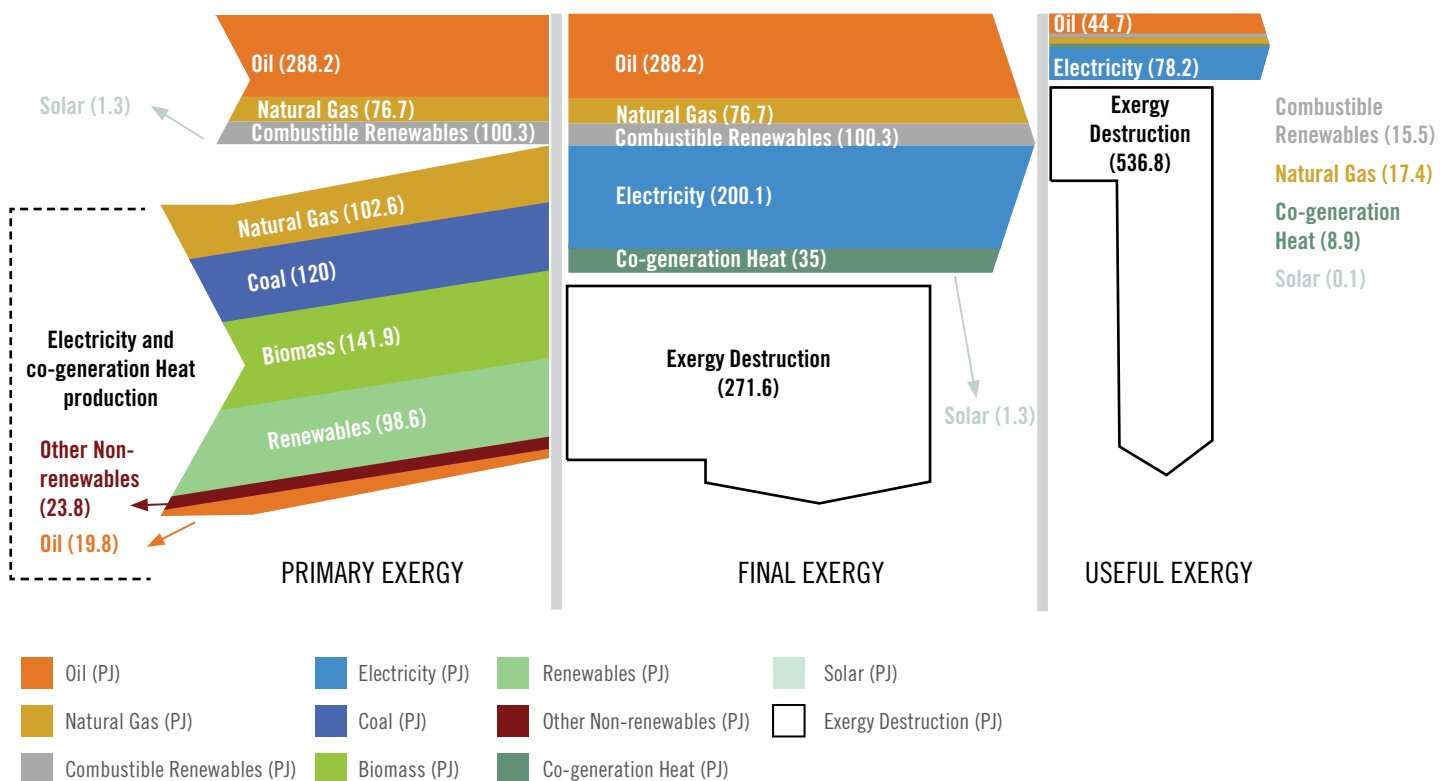 Oil (288.2)
Solar (1.3)
Natural Gas (76.7)
Combustible Renewables (100.3)
Natural Gas (102.6)
Coal (120)
Electricity and
co-generation Heat
production
Biomass (141.9)
Renewables (98.6)
Other Non-
renewables
(23.8)
Oil (19.8)
PRIMARY EXERGY
Oil (288.2)
Natural Gas (76.7)
Combustible Renewables (100.3)
Electricity (200.1)
Co-generation Heat (35)
Exergy Destruction
(271.6)
Solar (1.3)
FINAL EXERGY
Oil (44.7)
Electricity (78.2)
Exergy
Destruction
(536.8)
Combustible
Renewables (15.5)
Natural Gas (17.4)
Co-generation
Heat (8.9)
Solar (0.1)
USEFUL EXERGY
Oil (PJ)
Natural Gas (PJ)
Combustible Renewables (PJ)
Electricity (PJ)
Coal (PJ)
Biomass (PJ)
Renewables (PJ)
Other Non-renewables (PJ)
Co-generation Heat (PJ)
Solar (PJ)
Exergy Destruction (PJ)